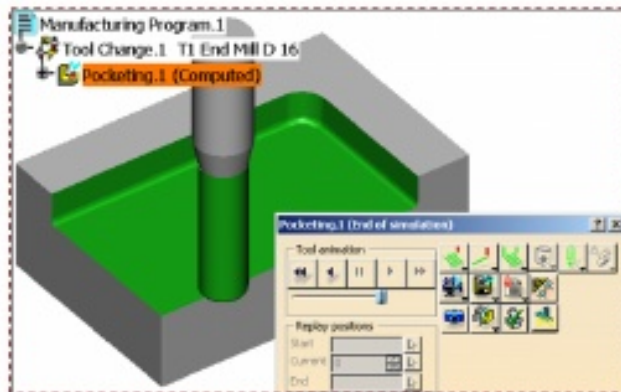 Manufacturing Program.1
Tool Change.1 T1 End Mill D 16
Pocketing.1 (Computed)
Pocketing.1 (End of simulation)
Tool animation
Replay positions
Start
Current 0
End